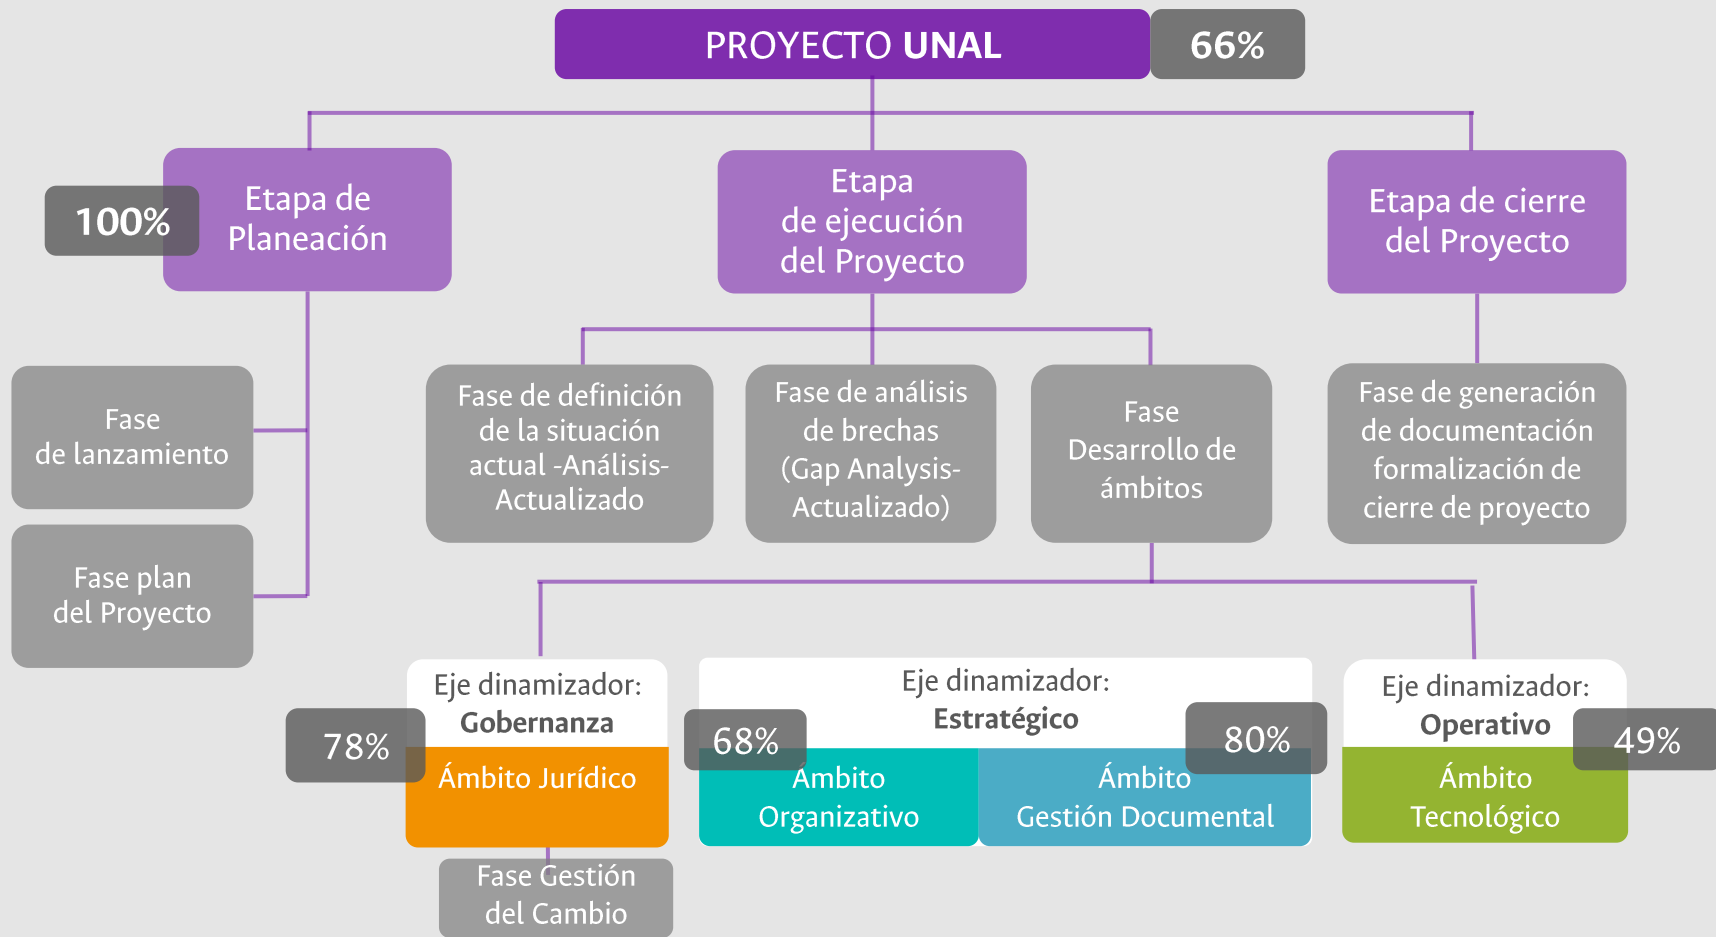 PROYECTO UNAL
66%
100%
Etapa de
Planeación
Etapa
de ejecución
del Proyecto
Etapa de cierre
del Proyecto
Fase
de lanzamiento
Fase plan
del Proyecto
Fase de definición
de la situación
actual -Análisis-
Actualizado
Fase de análisis
de brechas
(Gap Analysis-
Actualizado)
Fase
Desarrollo de
ámbitos
Fase de generación
de documentación
formalización de
cierre de proyecto
Eje dinamizador:
Gobernanza
78%
Ámbito Jurídico
Fase Gestión
del Cambio
Eje dinamizador:
Estratégico
68%
Ámbito
Organizativo
80%
Ámbito
Gestión Documental
Eje dinamizador:
Operativo
49%
Ámbito
Tecnológico